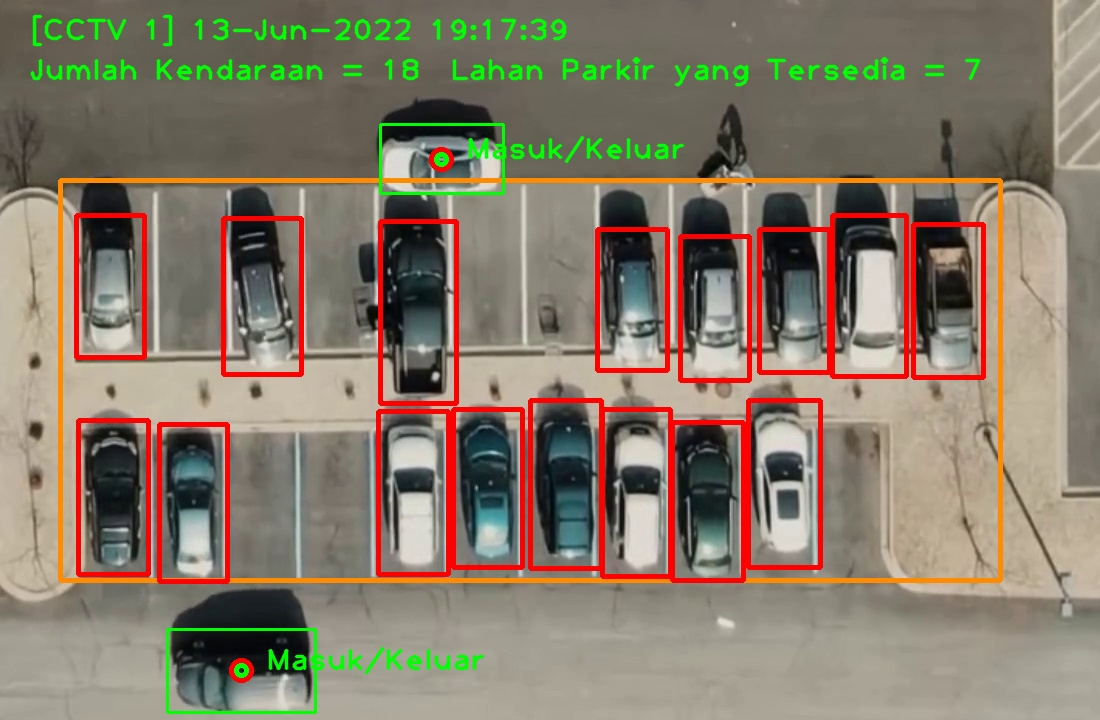 [CCTV 1] 13-Jun-2022 19:17:39
Jumlah Kendaraan = 18 Lahan Parkir yang Tersedia = 7
Masuk/Keluar
Masuk/Keluar